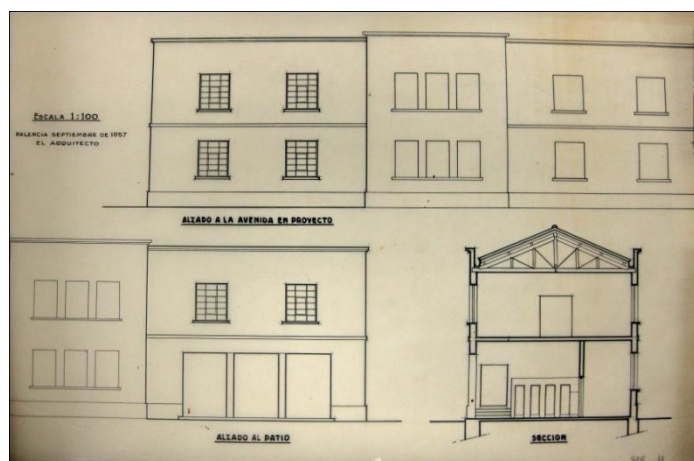 ESCALA 1:100
PALENCIA SEPTIEMBRE DE 1957
EL ARQUITECTO
ALZADO A LA AVENIDA EN PROYECTO
ALZADO AL PATIO
SECCION